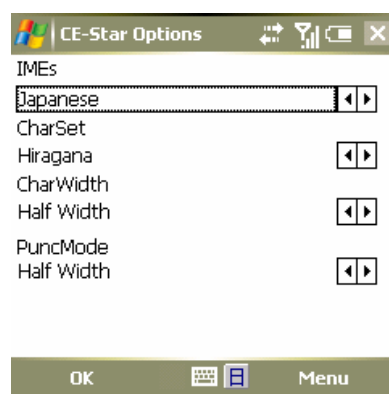 CE-Star Options
IMEs
Japanese
CharSet
Hiragana
CharWidth
Half Width
PuncMode
Half Width
OK 日 Menu